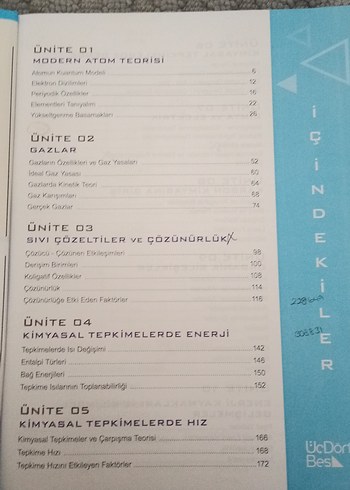 ÜNİTE 01
MODERN ATOM TEORİSİ
Atomun Kuantum Modeli 6
Elektron Dizilimleri 12
Periyodik Özellikler 16
Elementleri Tanıyalım 22
Yükseltgenme Basamakları 26
ÜNİTE 02
GAZLAR
Gazların Özellikleri ve Gaz Yasaları 52
İdeal Gaz Yasası 60
Gazlarda Kinetik Teori 64
Gaz Karışımları 68
Gerçek Gazlar 74
ÜNİTE 03
SIVI ÇÖZELTİLER VE ÇÖZÜNÜRLÜK
Çözücü - Çözünen Etkileşimleri 98
Derişim Birimleri 100
Koligatif Özellikler 108
Çözünürlük 114
Çözünürlüğe Etki Eden Faktörler 116
ÜNİTE 04
KİMYASAL TEPKİMELERDE ENERJİ
Tepkimelerde Isı Değişimi 142
Entalpi Türleri 146
Bağ Enerjileri 150
Tepkime Isılarının Toplanabilirliği 152
ÜNİTE 05
KİMYASAL TEPKİMELERDE HIZ
Kimyasal Tepkimeler ve Çarpışma Teorisi 166
Tepkime Hızı 168
Tepkime Hızını Etkileyen Faktörler 172
İÇİNDEKİLER
ÜçDört
Beş